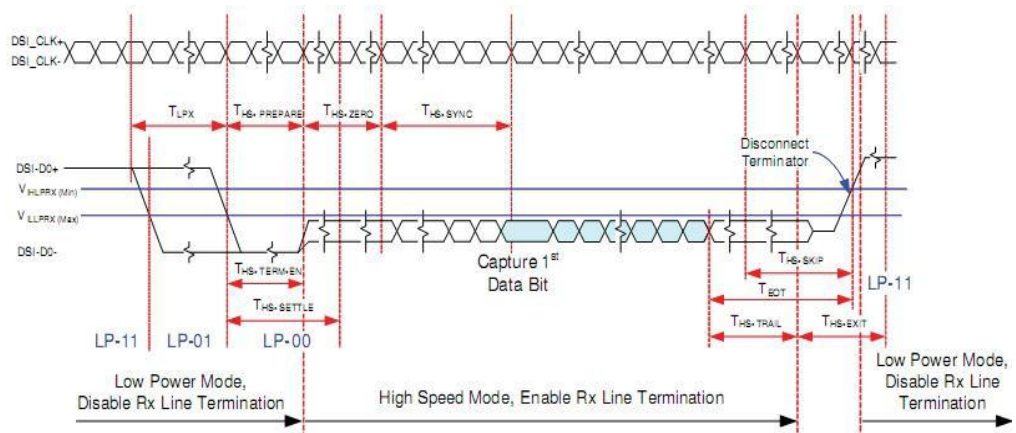 DSI_CLK+
DSI_CLK-
TLPX
THS-PREPARE
THS-ZERO
THS-SYNC
Disconnect
Terminator
DSI-D0+
VIHLPRX (Min)
VILLPRX (Max)
DSI-D0-
THS-TERM-EN
Capture 1st
Data Bit
THS-SKIP
LP-11
TEOT
THS-SETTLE
THS-TRAIL
THS-EXIT
LP-11
LP-01
LP-00
Low Power Mode,
Disable Rx Line Termination
High Speed Mode, Enable Rx Line Termination
Low Power Mode,
Disable Rx Line
Termination